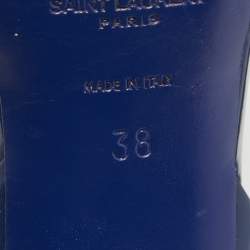 SAINT LAURENT
PARIS
MADE IN ITALY
38